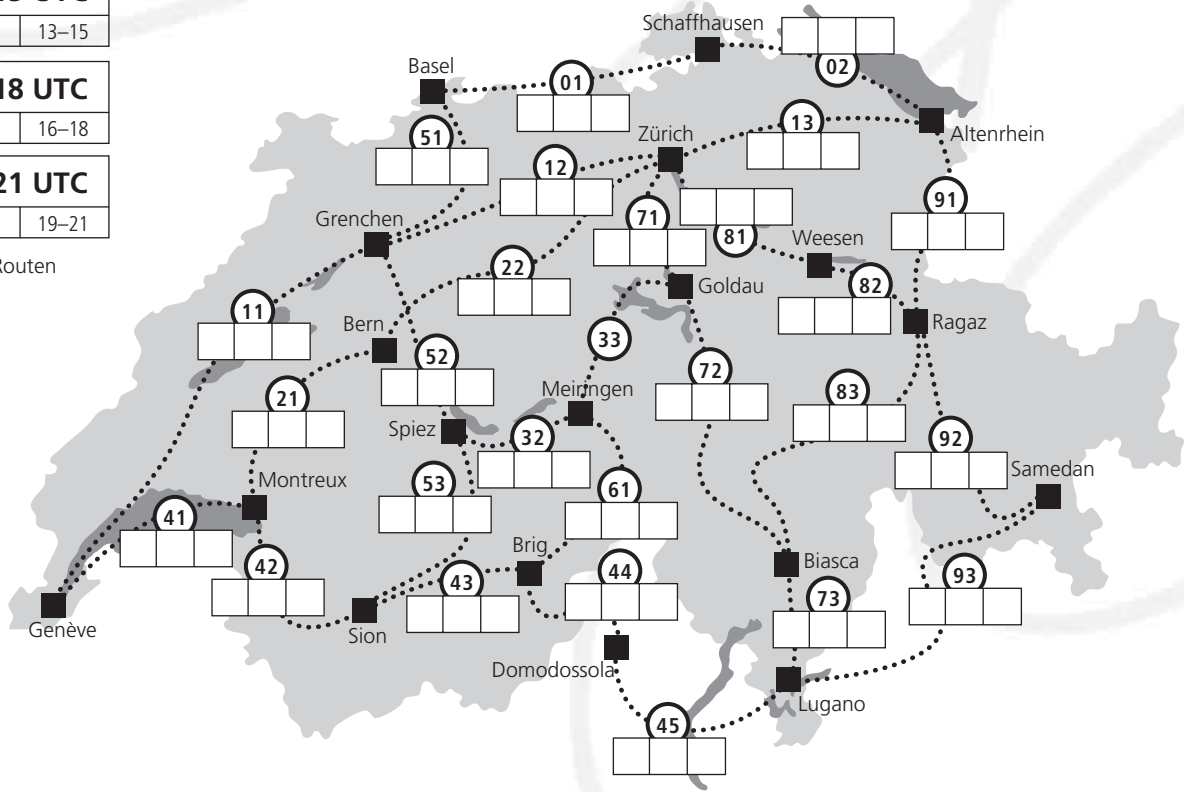 13–15
18 UTC
16–18
21 UTC
19–21
Routen
Schaffhausen
02
Basel
01
13
Altenrhein
Zürich
51
12
91
Grenchen
71
81
Weesen
22
82
Goldau
11
Bern
33
Ragaz
52
72
21
Meiringen
83
Spiez
32
92
Montreux
53
61
Samedan
41
Brig
42
43
44
Biasca
93
73
Genève
Sion
Domodossola
Lugano
45